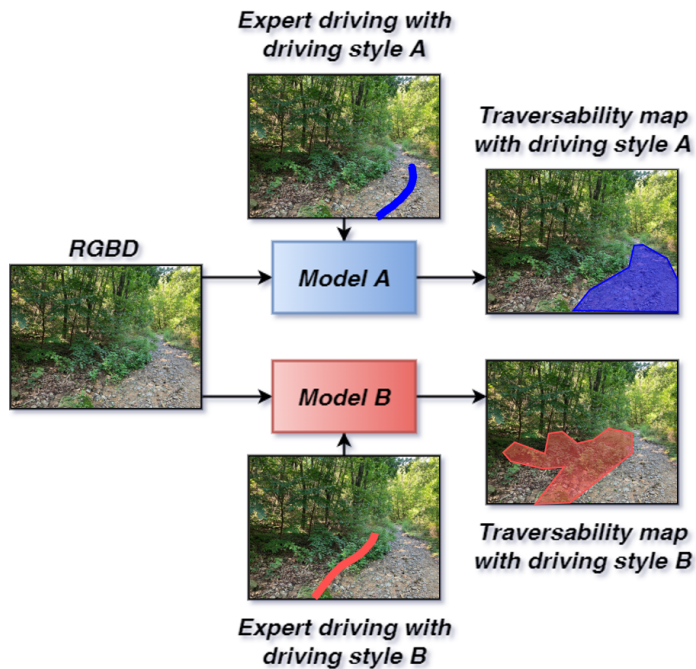 Expert driving with
driving style A
Traversability map
with driving style A
RGBD
Model A
Model B
Expert driving with
driving style B
Traversability map
with driving style B